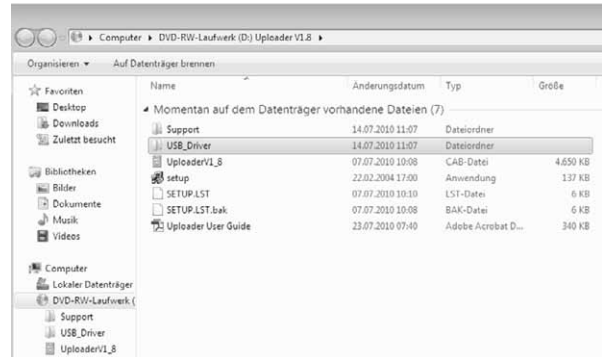 Computer ▸ DVD-RW-Laufwerk (D:) Uploader V1.8 ▸
Organisieren ▾ Auf Datenträger brennen
Name Änderungsdatum Typ Größe
Momentan auf dem Datenträger vorhandene Dateien (7)
Support 14.07.2010 11:07 Dateiordner
USB_Driver 14.07.2010 11:07 Dateiordner
UploaderV1_8 07.07.2010 10:08 CAB-Datei 4.650 KB
setup 22.02.2004 17:00 Anwendung 137 KB
SETUP.LST 07.07.2010 10:10 LST-Datei 6 KB
SETUP.LST.bak 07.07.2010 10:08 BAK-Datei 6 KB
Uploader User Guide 23.07.2010 07:40 Adobe Acrobat D... 340 KB
Favoriten
Desktop
Downloads
Zuletzt besucht
Bibliotheken
Bilder
Dokumente
Musik
Videos
Computer
Lokaler Datenträger
DVD-RW-Laufwerk (
Support
USB_Driver
UploaderV1_8